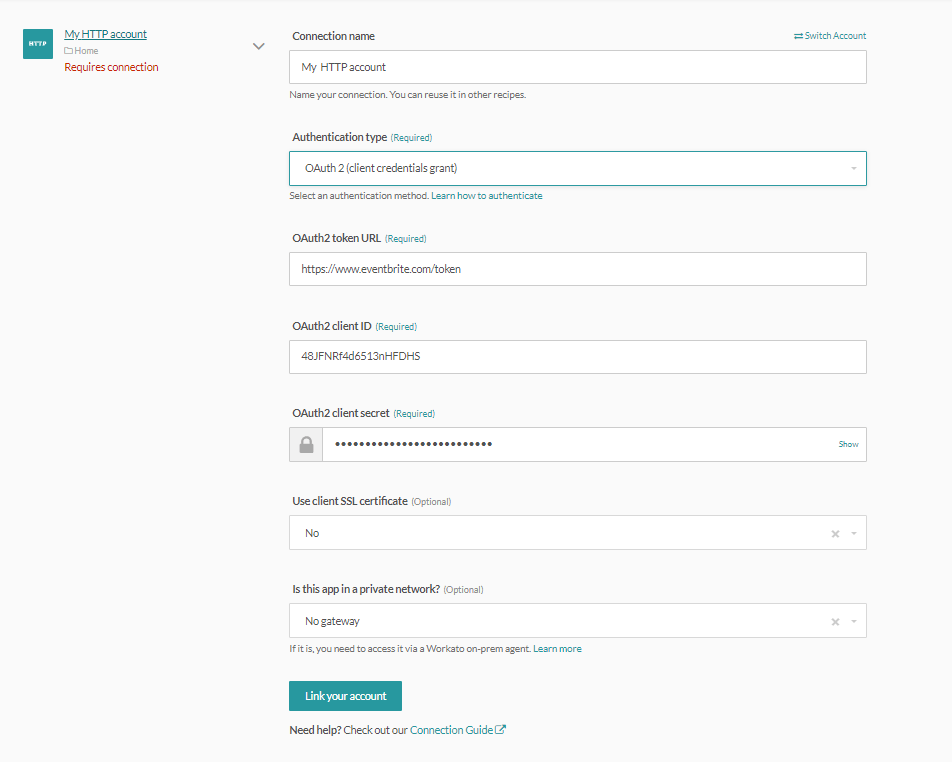 HTTP
My HTTP account
Home
Requires connection
Connection name
Switch Account
My HTTP account
Name your connection. You can reuse it in other recipes.
Authentication type (Required)
OAuth 2 (client credentials grant)
Select an authentication method. Learn how to authenticate
OAuth2 token URL (Required)
https://www.eventbrite.com/token
OAuth2 client ID (Required)
48JFNRf4d6513nHFDHS
OAuth2 client secret (Required)
••••••••••••••••••••••••••
Show
Use client SSL certificate (Optional)
No
Is this app in a private network? (Optional)
No gateway
If it is, you need to access it via a Workato on-prem agent. Learn more
Link your account
Need help? Check out our Connection Guide